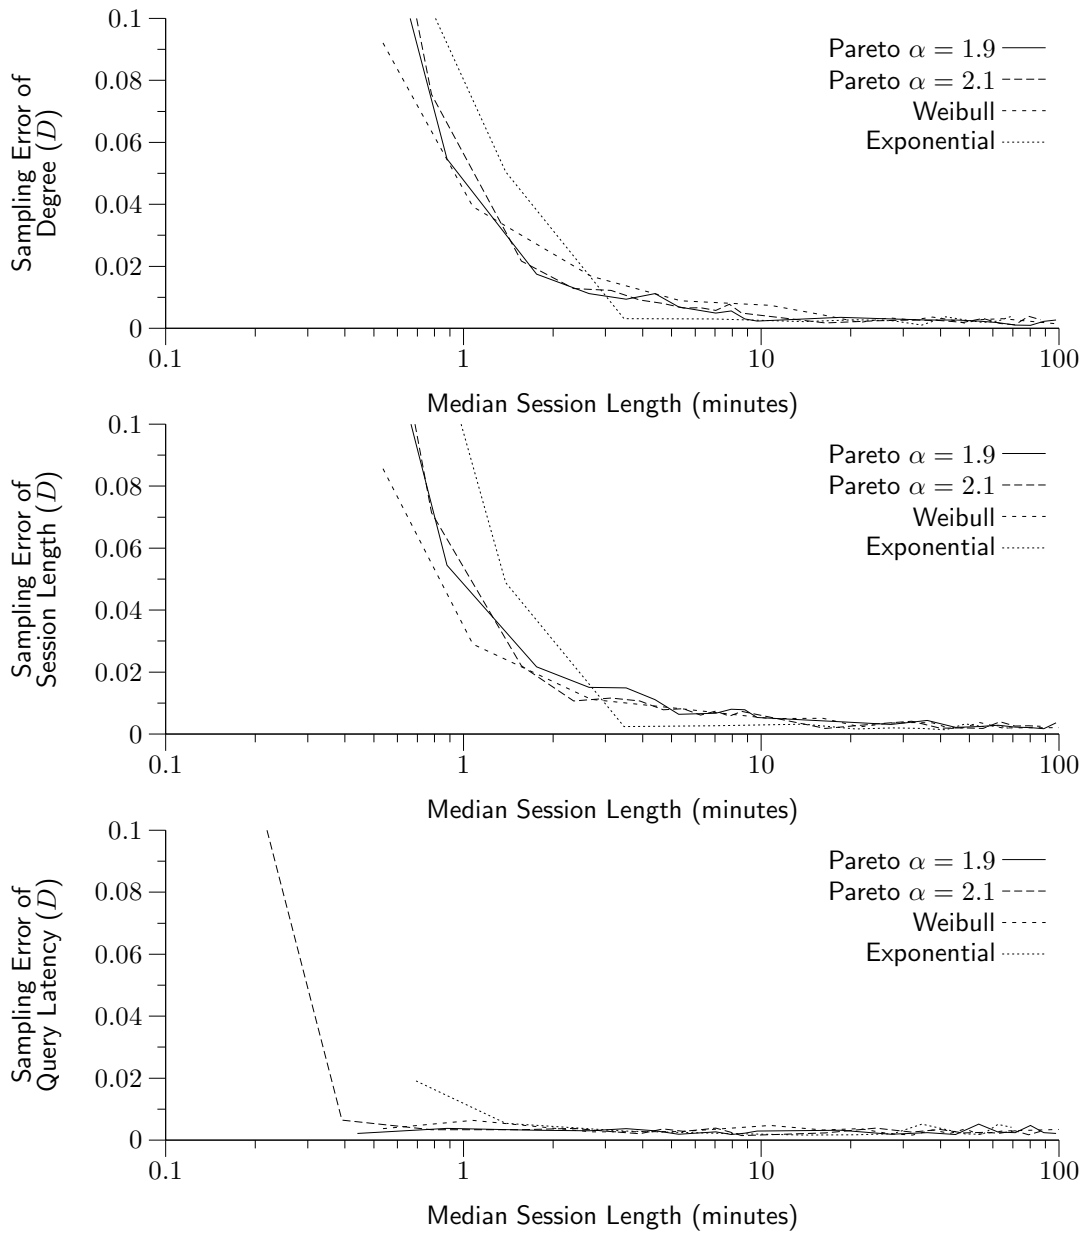 Sampling Error of
Degree (D)
0.1
0.08
0.06
0.04
0.02
0
Pareto α = 1.9
Pareto α = 2.1
Weibull
Exponential
0.1 1 10 100
Median Session Length (minutes)
Sampling Error of
Session Length (D)
0.1
0.08
0.06
0.04
0.02
0
Pareto α = 1.9
Pareto α = 2.1
Weibull
Exponential
0.1 1 10 100
Median Session Length (minutes)
Sampling Error of
Query Latency (D)
0.1
0.08
0.06
0.04
0.02
0
Pareto α = 1.9
Pareto α = 2.1
Weibull
Exponential
0.1 1 10 100
Median Session Length (minutes)